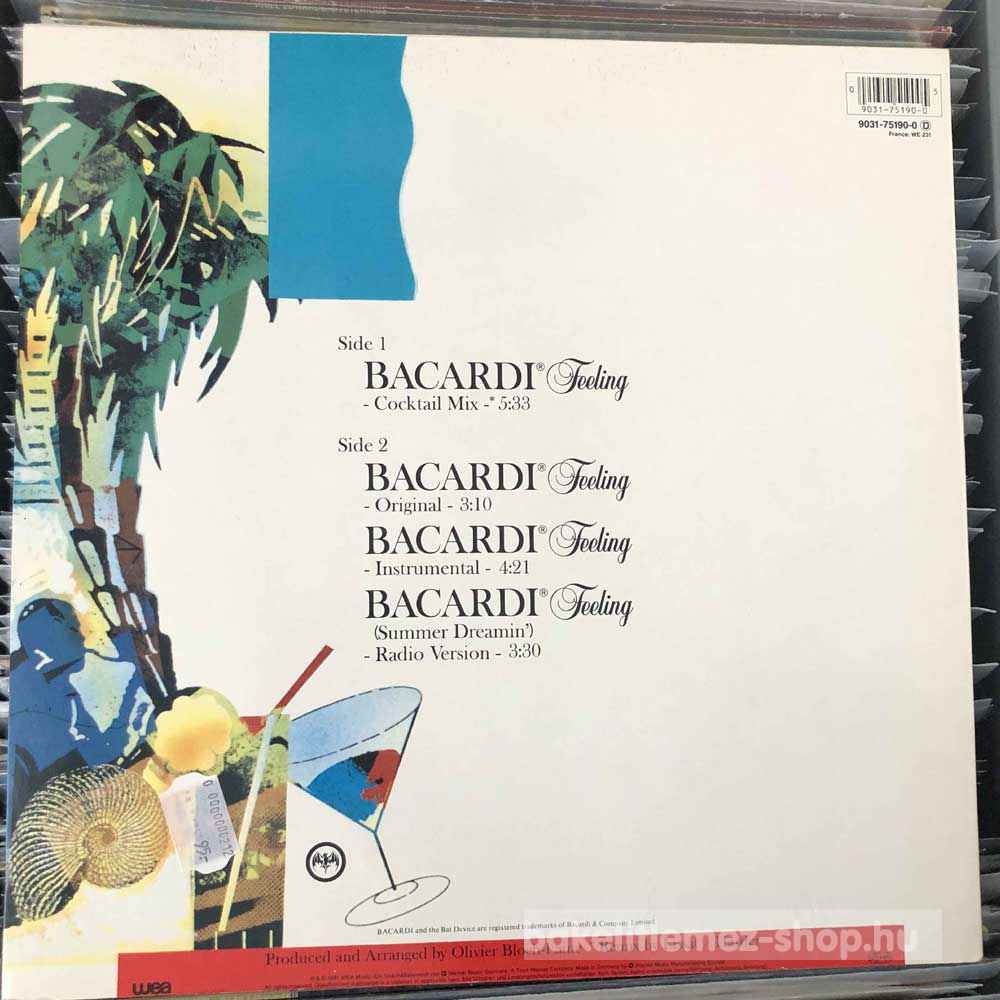 0 5
9031-75190-0
9031-75190-0 D
France: WE 231
Side 1
BACARDI® Feeling
- Cocktail Mix -* 5:33
Side 2
BACARDI® Feeling
- Original - 3:10
BACARDI® Feeling
- Instrumental - 4:21
BACARDI® Feeling
(Summer Dreamin')
- Radio Version - 3:30
BACARDI and the Bat Device are registered trademarks of Bacardi & Company Limited
bakelitlemez-shop.hu
Produced and Arranged by Olivier
wea